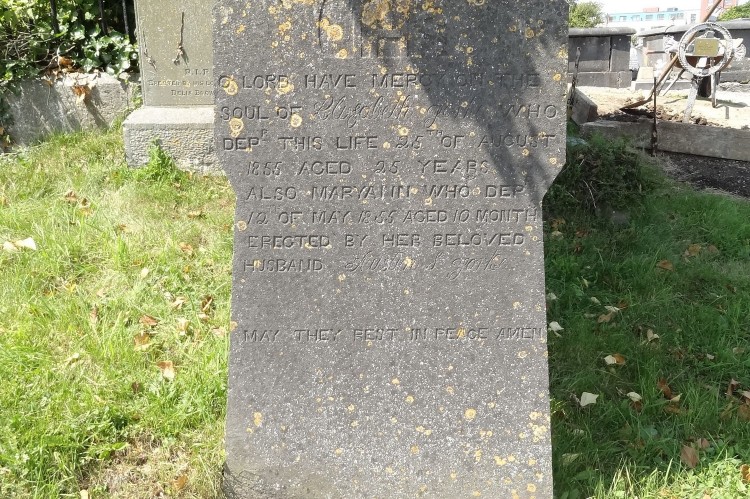 O LORD HAVE MERCY ON THE
SOUL OF Elizabeth WHO
DEPᴿ THIS LIFE 25ᵀᴴ OF AUGUST
1855 AGED 25 YEARS
ALSO MARYANN WHO DEP
12 OF MAY 1855 AGED 10 MONTH
ERECTED BY HER BELOVED
HUSBAND
MAY THEY REST IN PEACE AMEN
R.I.P.